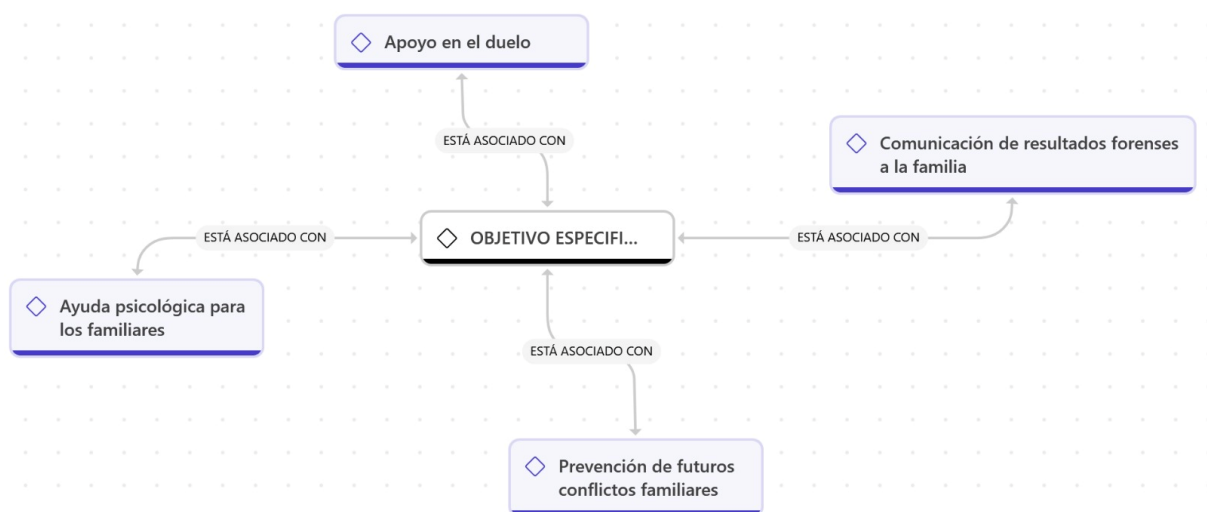 Apoyo en el duelo
ESTÁ ASOCIADO CON
Comunicación de resultados forenses
a la familia
ESTÁ ASOCIADO CON
OBJETIVO ESPECIFI...
ESTÁ ASOCIADO CON
Ayuda psicológica para
los familiares
ESTÁ ASOCIADO CON
Prevención de futuros
conflictos familiares